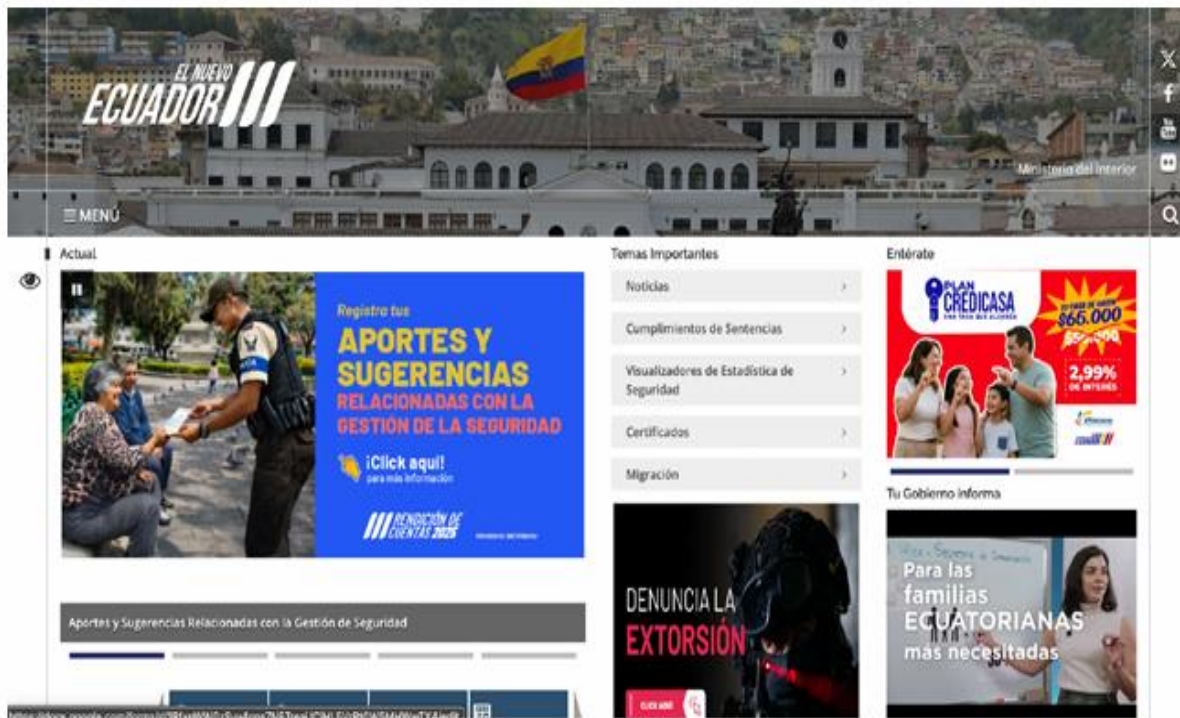 EL NUEVO
ECUADOR
Ministerio del Interior
MENÚ
Actual
Registra tus
APORTES Y
SUGERENCIAS
RELACIONADAS CON LA
GESTIÓN DE LA SEGURIDAD
¡Click aquí!
para más información
RENDICIÓN DE
CUENTAS 2025
Aportes y Sugerencias Relacionadas con la Gestión de Seguridad
Temas Importantes
Noticias
Cumplimientos de Sentencias
Visualizadores de Estadística de
Seguridad
Certificados
Migración
DENUNCIA LA
EXTORSIÓN
CLICK AQUÍ
Entérate
PLAN
CREDICASA
$65.000
2,99%
DE INTERÉS
Tu Gobierno Informa
Para las
familias
ECUATORIANAS
más necesitadas